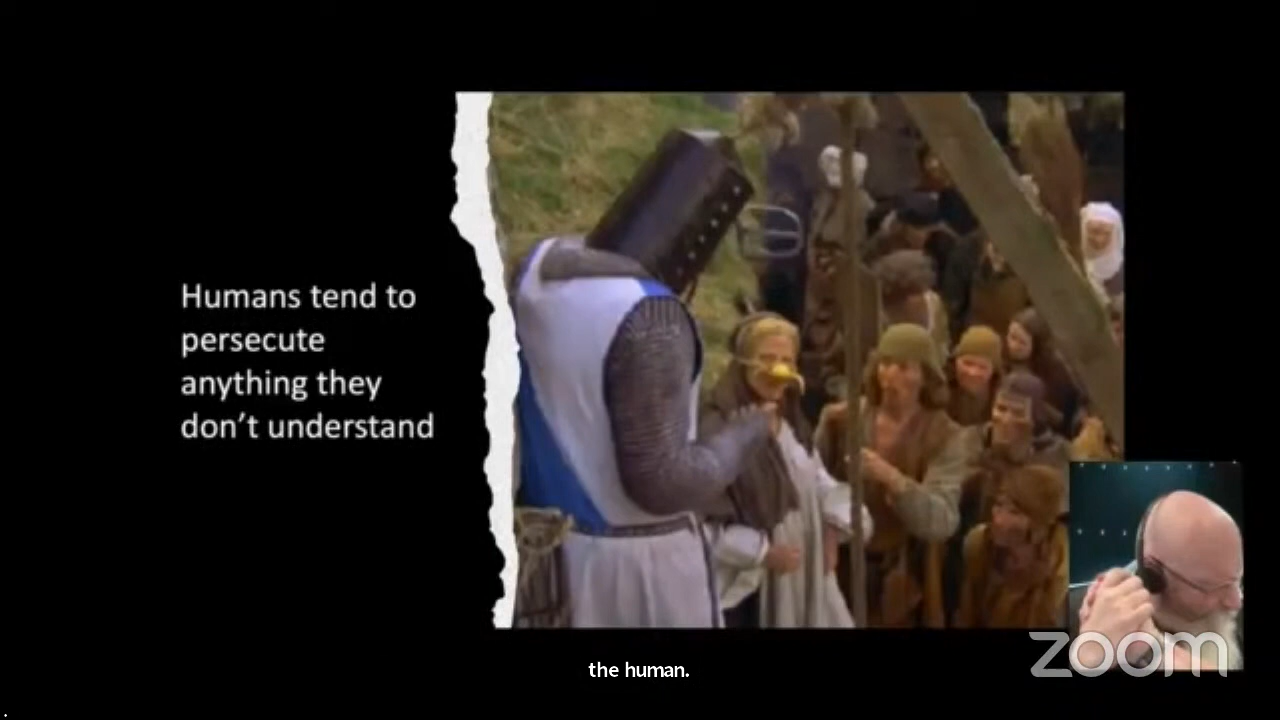 Humans tend to
persecute
anything they
don't understand
zoom
the human.
.